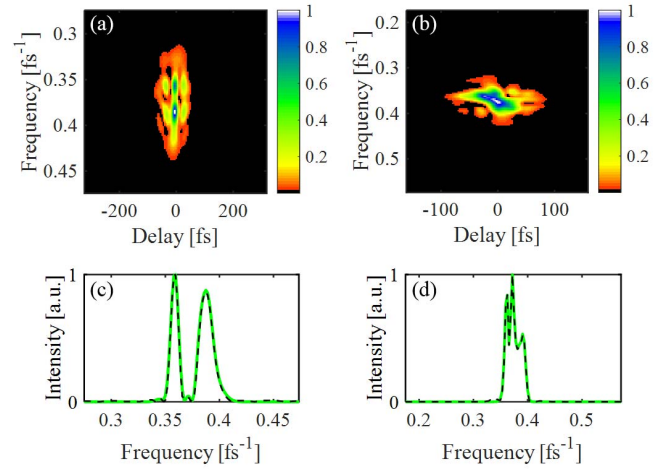 (a)
Frequency [fs⁻¹]
0.3
0.35
0.4
0.45
-200 0 200
Delay [fs]
1
0.8
0.6
0.4
0.2
(b)
Frequency [fs⁻¹]
0.2
0.3
0.4
0.5
-100 0 100
Delay [fs]
1
0.8
0.6
0.4
0.2
(c)
Intensity [a.u.]
1
0
0.3 0.35 0.4 0.45
Frequency [fs⁻¹]
(d)
Intensity [a.u.]
1
0
0.2 0.3 0.4 0.5
Frequency [fs⁻¹]